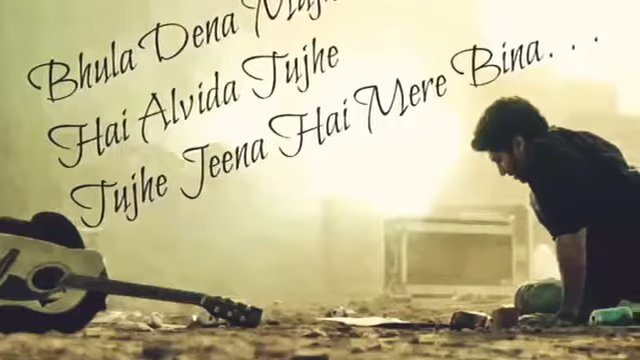 Bhula Dena
Hai Alvida Tujhe
Tujhe Jeena Hai Mere Bina. . .